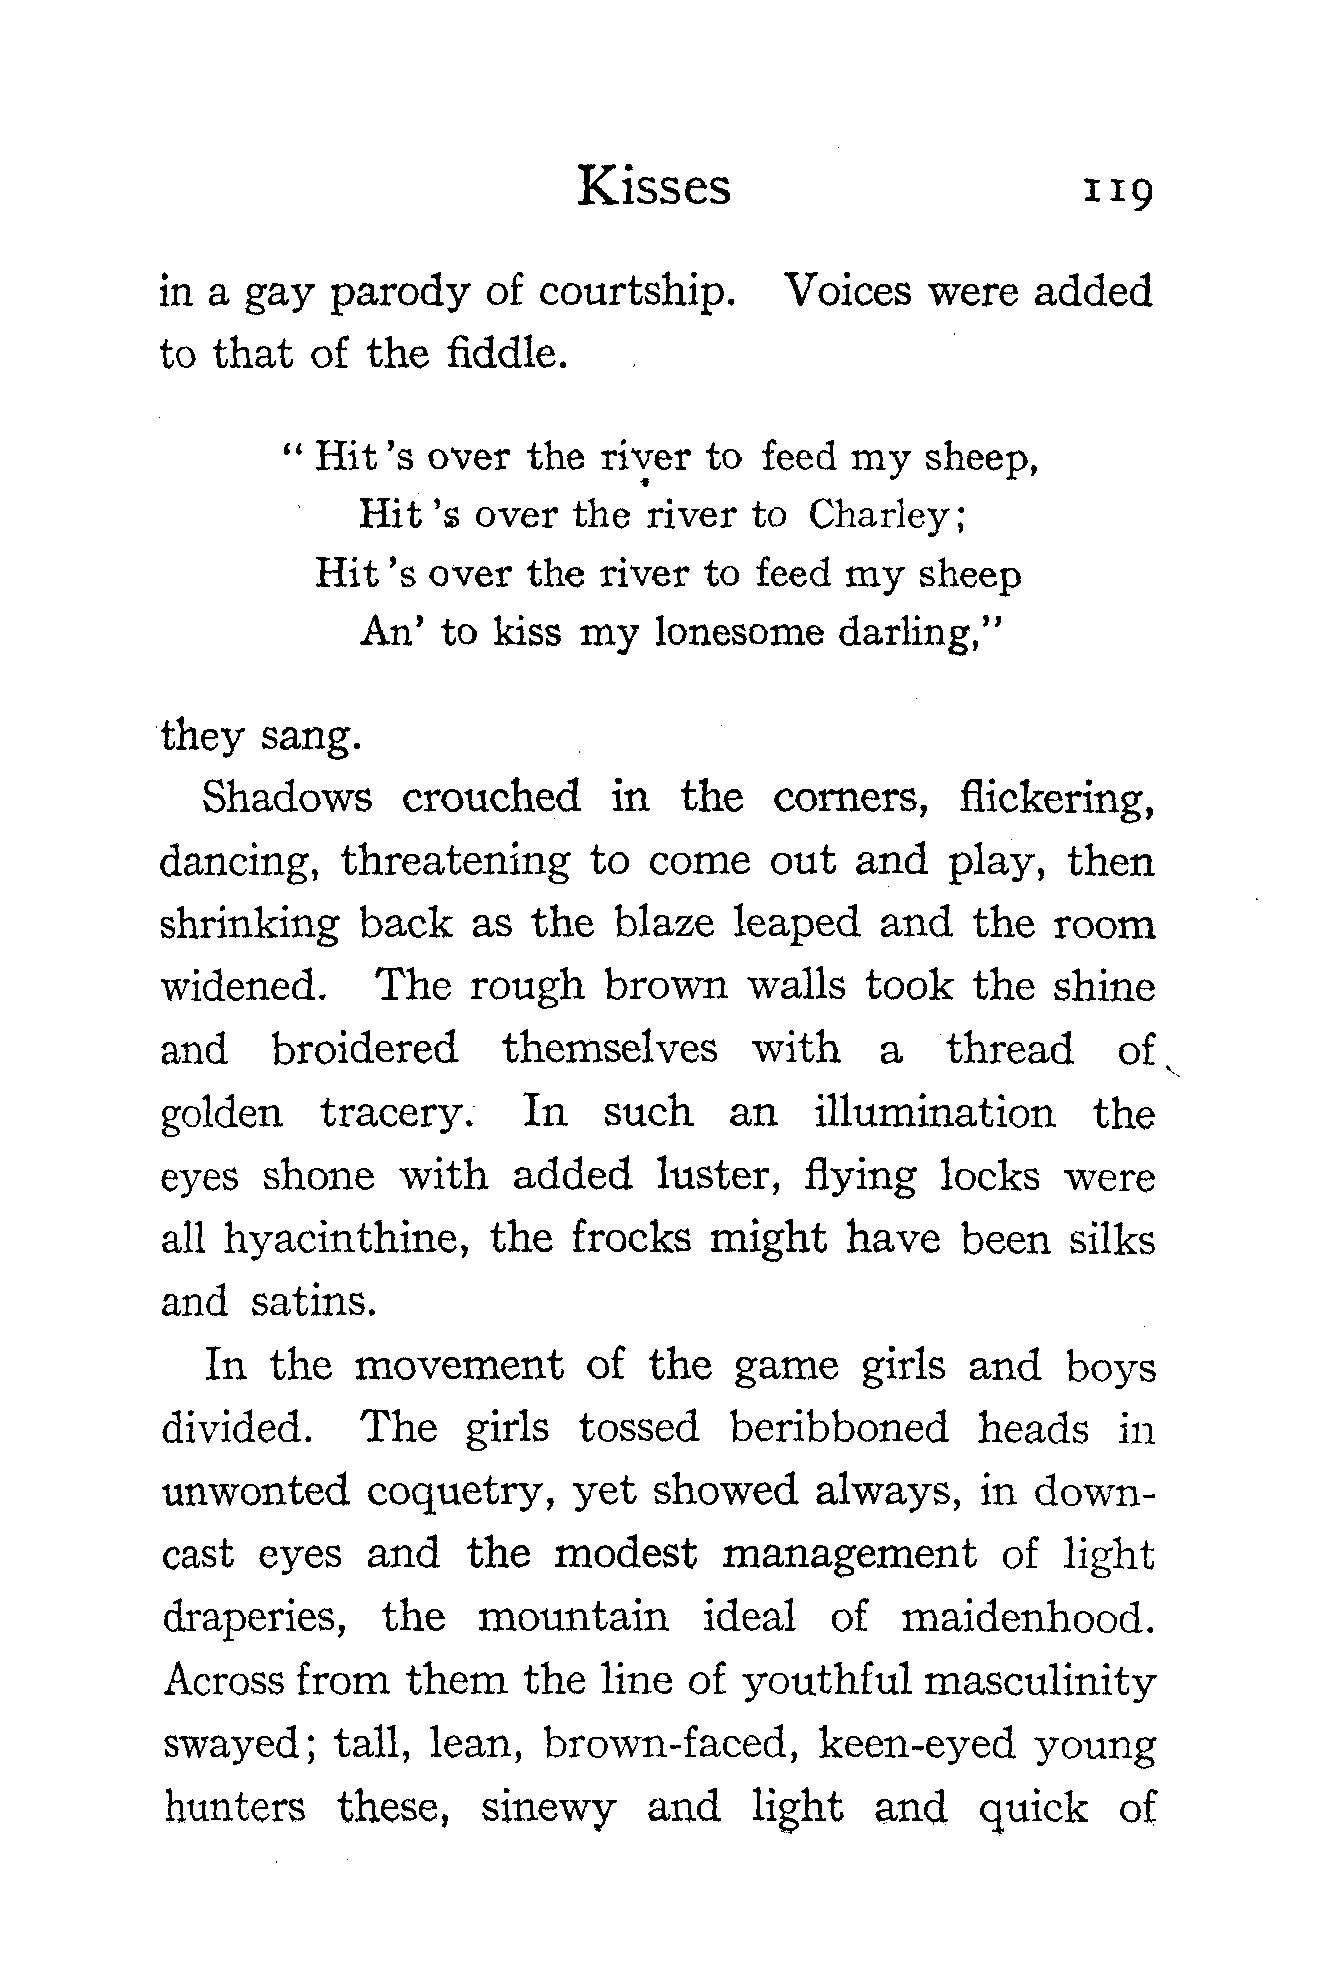 Kisses 119
in a gay parody of courtship. Voices were added
to that of the fiddle.
“ Hit 's over the river to feed my sheep,
Hit 's over the river to Charley;
Hit 's over the river to feed my sheep
An' to kiss my lonesome darling,”
they sang.
Shadows crouched in the corners, flickering,
dancing, threatening to come out and play, then
shrinking back as the blaze leaped and the room
widened. The rough brown walls took the shine
and broidered themselves with a thread of
golden tracery. In such an illumination the
eyes shone with added luster, flying locks were
all hyacinthine, the frocks might have been silks
and satins.
In the movement of the game girls and boys
divided. The girls tossed beribboned heads in
unwonted coquetry, yet showed always, in down-
cast eyes and the modest management of light
draperies, the mountain ideal of maidenhood.
Across from them the line of youthful masculinity
swayed; tall, lean, brown-faced, keen-eyed young
hunters these, sinewy and light and quick of